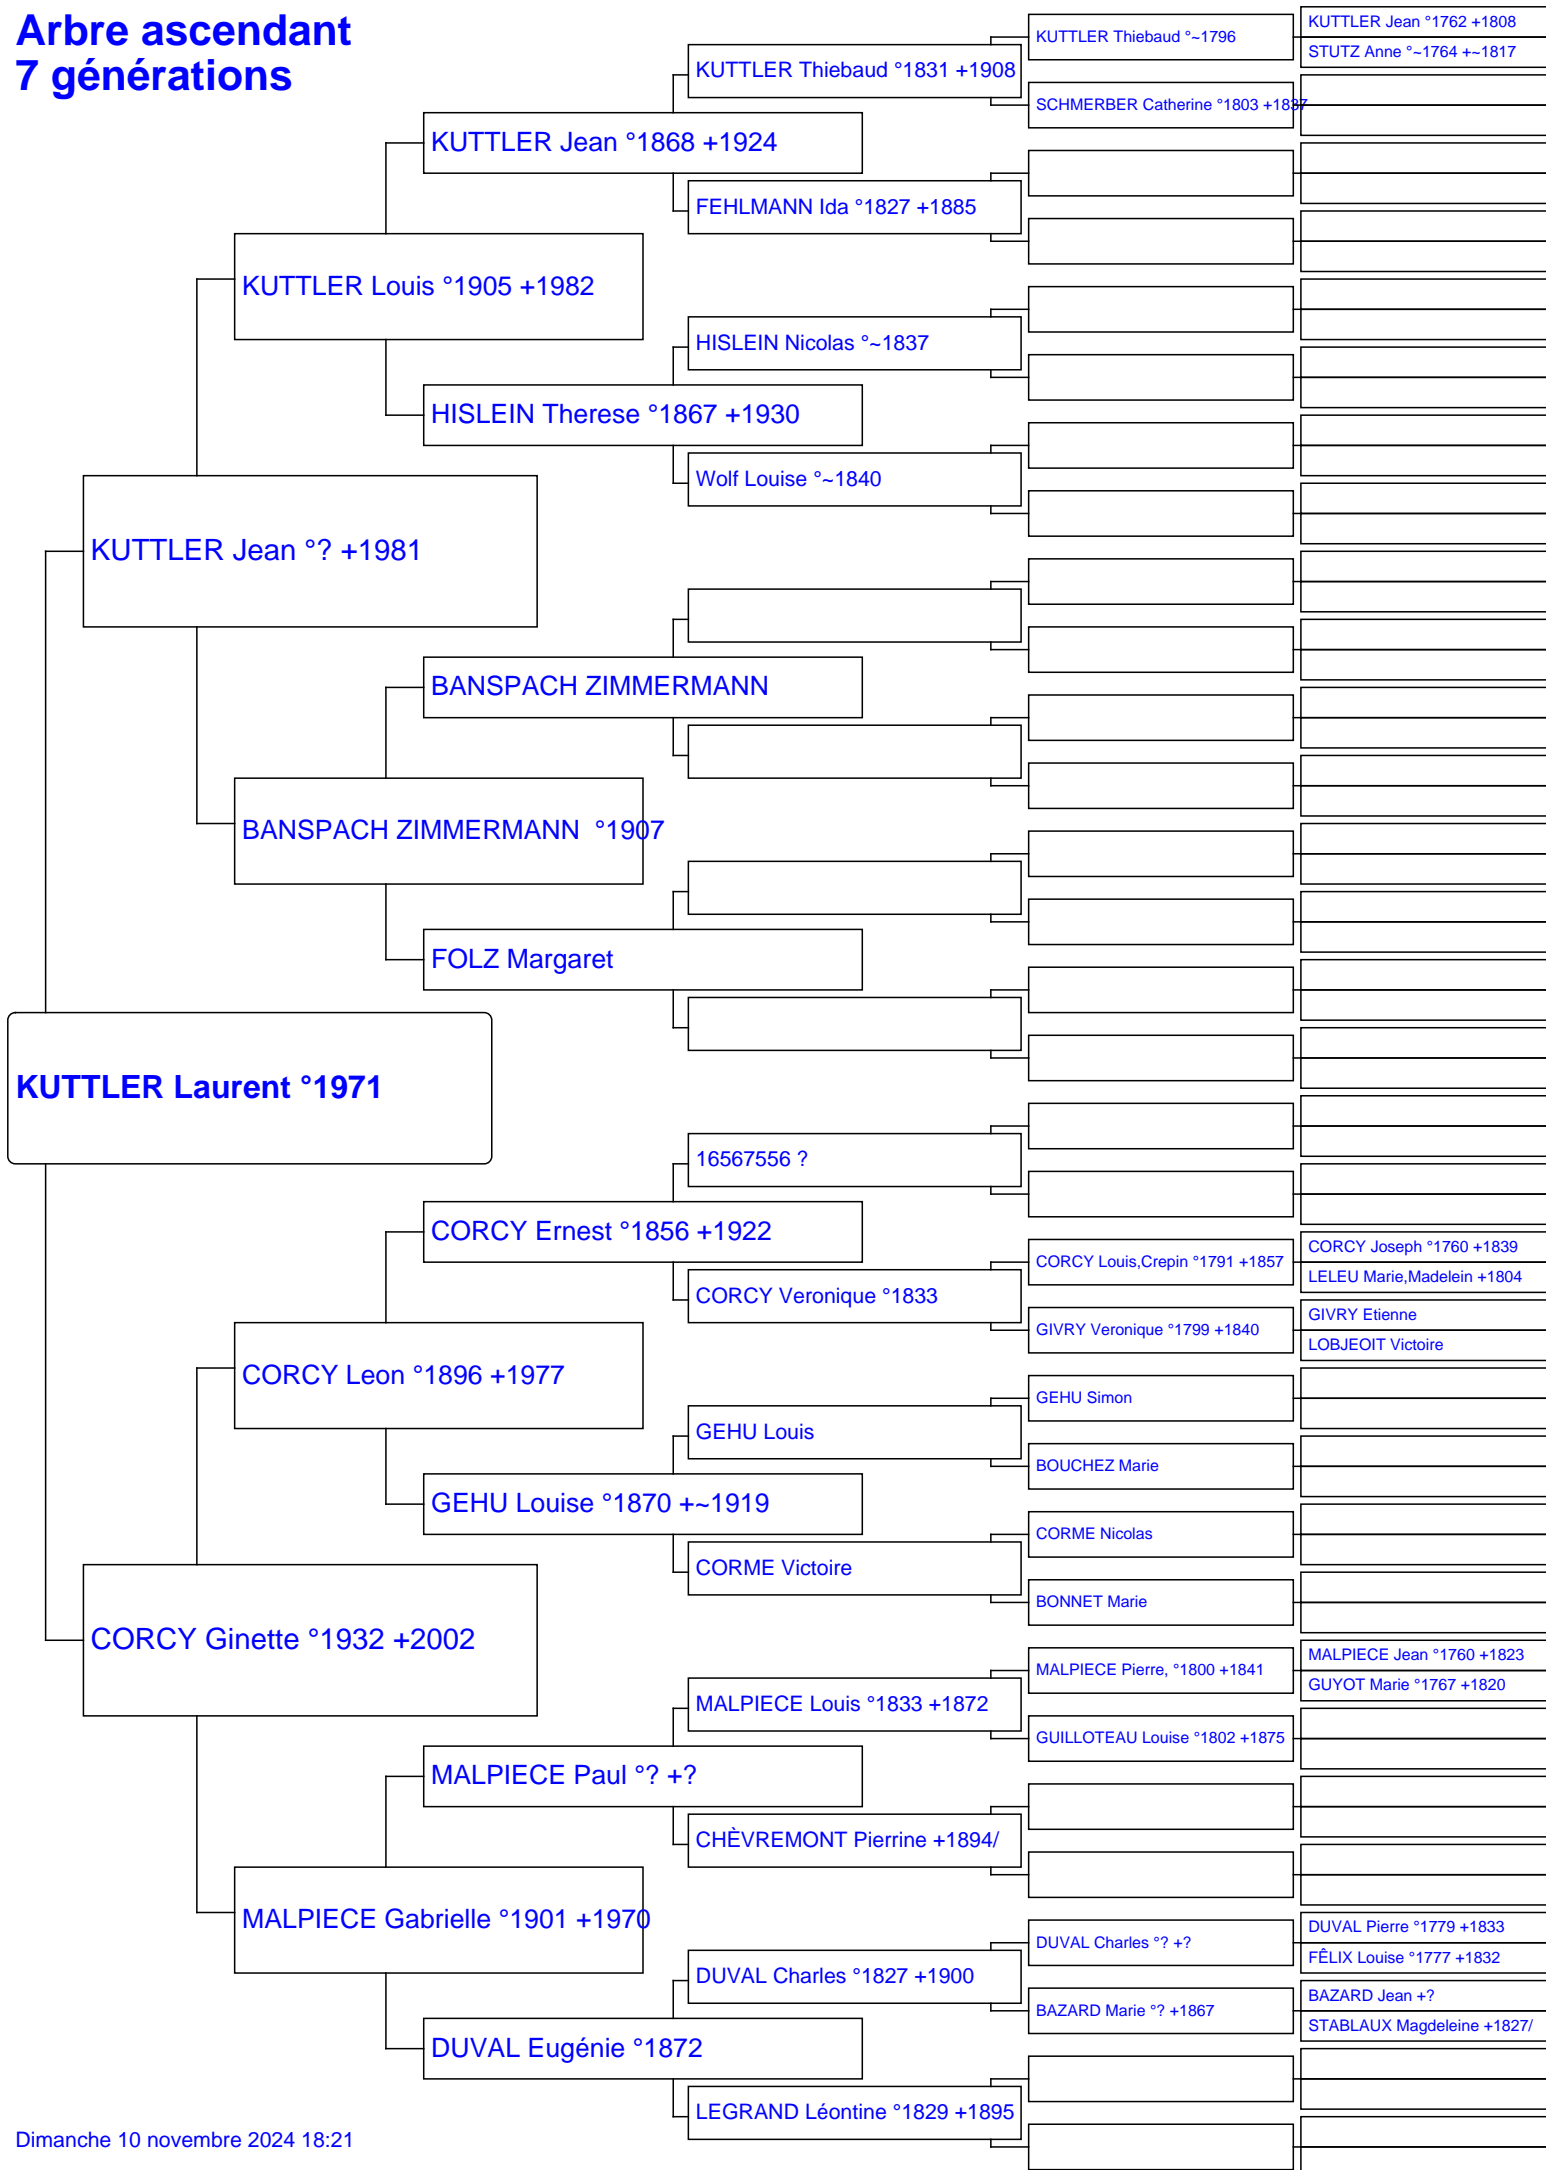 Arbre ascendant
7 générations
KUTTLER Laurent °1971
KUTTLER Jean °? +1981
CORCY Ginette °1932 +2002
KUTTLER Louis °1905 +1982
BANSPACH ZIMMERMANN  °1907
CORCY Leon °1896 +1977
MALPIECE Gabrielle °1901 +1970
KUTTLER Jean °1868 +1924
HISLEIN Therese °1867 +1930
BANSPACH ZIMMERMANN
FOLZ Margaret
CORCY Ernest °1856 +1922
GEHU Louise °1870 +~1919
MALPIECE Paul °? +?
DUVAL Eugénie °1872
KUTTLER Thiebaud °1831 +1908
FEHLMANN Ida °1827 +1885
HISLEIN Nicolas °~1837
Wolf Louise °~1840
16567556 ?
CORCY Veronique °1833
GEHU Louis
CORME Victoire
MALPIECE Louis °1833 +1872
CHÈVREMONT Pierrine +1894/
DUVAL Charles °1827 +1900
LEGRAND Léontine °1829 +1895
KUTTLER Thiebaud °~1796
SCHMERBER Catherine °1803 +1837
CORCY Louis,Crepin °1791 +1857
GIVRY Veronique °1799 +1840
GEHU Simon
BOUCHEZ Marie
CORME Nicolas
BONNET Marie
MALPIECE Pierre, °1800 +1841
GUILLOTEAU Louise °1802 +1875
DUVAL Charles °? +?
BAZARD Marie °? +1867
KUTTLER Jean °1762 +1808
STUTZ Anne °~1764 +~1817
CORCY Joseph °1760 +1839
LELEU Marie,Madelein +1804
GIVRY Etienne
LOBJEOIT Victoire
MALPIECE Jean °1760 +1823
GUYOT Marie °1767 +1820
DUVAL Pierre °1779 +1833
FÊLIX Louise °1777 +1832
BAZARD Jean +?
STABLAUX Magdeleine +1827/
Dimanche 10 novembre 2024 18:21